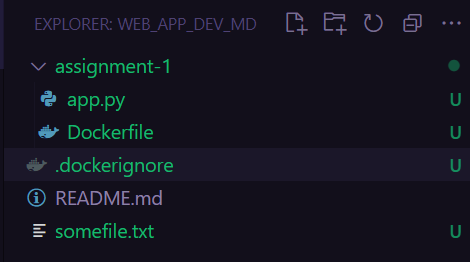 EXPLORER: WEB_APP_DEV_MD
assignment-1
app.py U
Dockerfile U
.dockerignore U
README.md
somefile.txt U